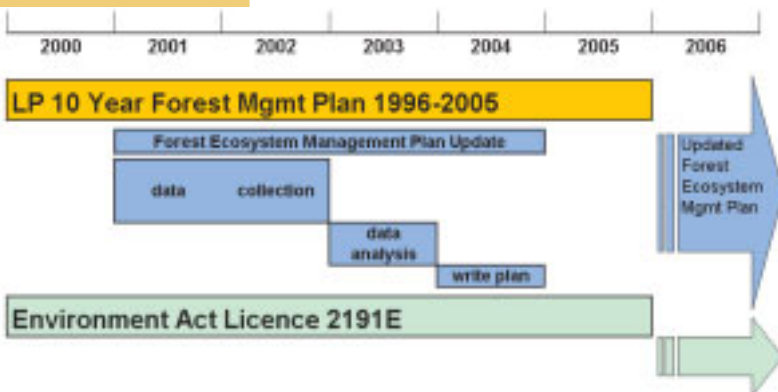 2000 2001 2002 2003 2004 2005 2006
LP 10 Year Forest Mgmt Plan 1996-2005
Forest Ecosystem Management Plan Update
data collection
data
analysis
write plan
Updated
Forest
Ecosystem
Mgmt Plan
Environment Act Licence 2191E